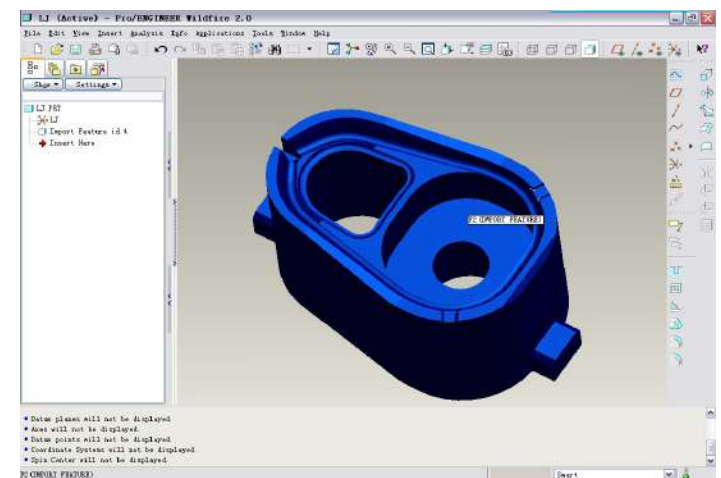 LJ (Active) - Pro/ENGINEER Wildfire 2.0
File Edit View Insert Analysis Info Applications Tools Window Help
Show Settings
LJ.PRT
LJ
Import Feature id 4
Insert Here
F2(IMPORT FEATURE)
Datum planes will not be displayed.
Axes will not be displayed.
Datum points will not be displayed.
Coordinate Systems will not be displayed.
Spin Center will not be displayed.
F2(IMPORT FEATURE)
Smart